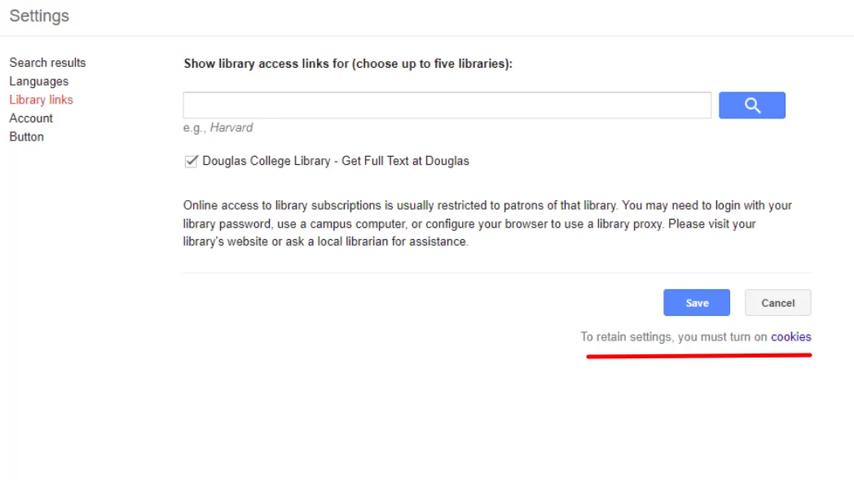 Settings
Search results
Languages
Library links
Account
Button
Show library access links for (choose up to five libraries):
e.g., Harvard
Douglas College Library - Get Full Text at Douglas
Online access to library subscriptions is usually restricted to patrons of that library. You may need to login with your
library password, use a campus computer, or configure your browser to use a library proxy. Please visit your
library's website or ask a local librarian for assistance.
Save
Cancel
To retain settings, you must turn on cookies